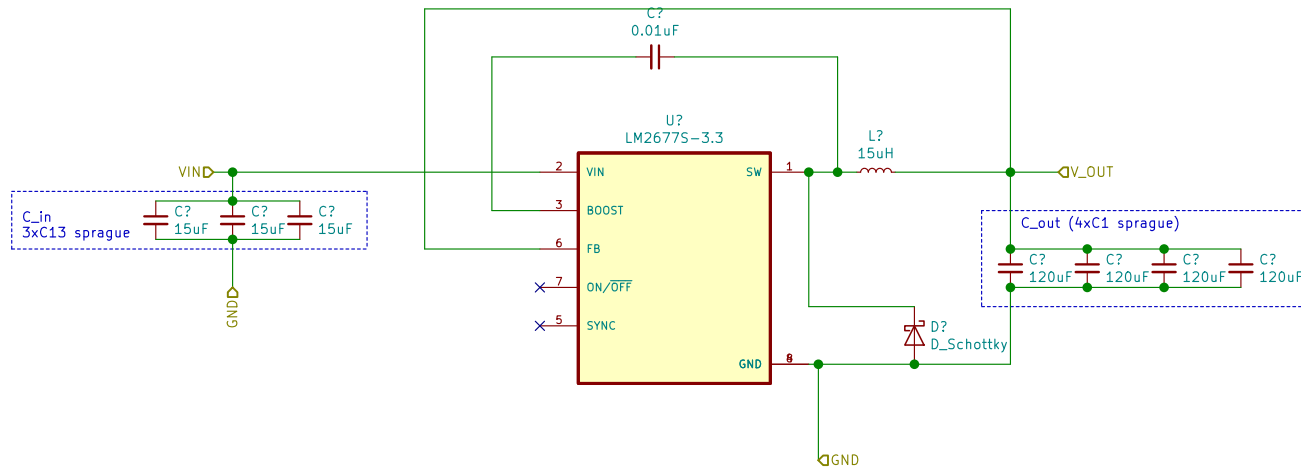 C?
0.01uF
U?
LM2677S-3.3
L?
15uH
VIN
2
VIN
SW
1
V_OUT
C_in
3xC13 sprague
C?
15uF
C?
15uF
C?
15uF
3
BOOST
C_out (4xC1 sprague)
6
FB
C?
120uF
C?
120uF
C?
120uF
C?
120uF
7
ON/OFF
GND
5
SYNC
D?
D_Schottky
GND
GND